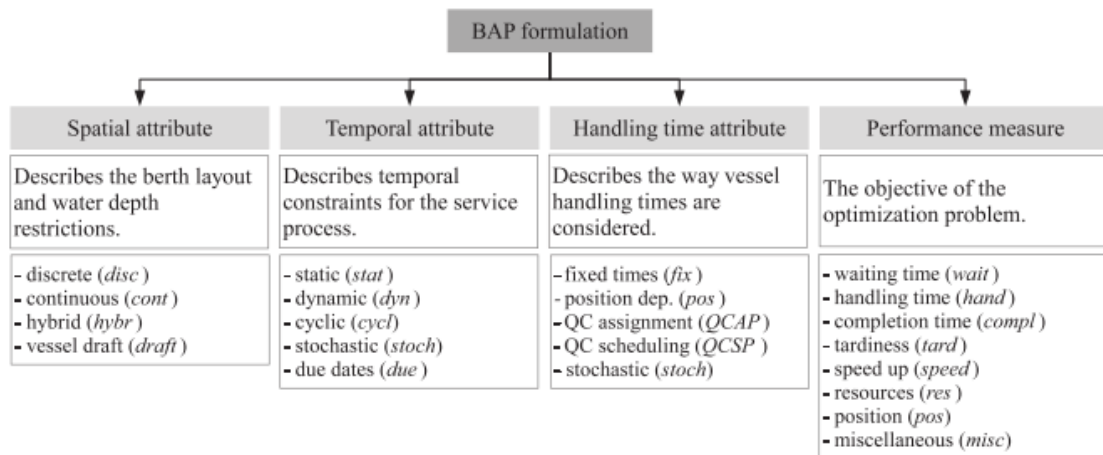 BAP formulation
Spatial attribute
Describes the berth layout
and water depth
restrictions.
- discrete (disc)
- continuous (cont)
- hybrid (hybr)
- vessel draft (draft)
Temporal attribute
Describes temporal
constraints for the service
process.
- static (stat)
- dynamic (dyn)
- cyclic (cycl)
- stochastic (stoch)
- due dates (due)
Handling time attribute
Describes the way vessel
handling times are
considered.
- fixed times (fix)
- position dep. (pos)
- QC assignment (QCAP)
- QC scheduling (QCSP)
- stochastic (stoch)
Performance measure
The objective of the
optimization problem.
- waiting time (wait)
- handling time (hand)
- completion time (compl)
- tardiness (tard)
- speed up (speed)
- resources (res)
- position (pos)
- miscellaneous (misc)